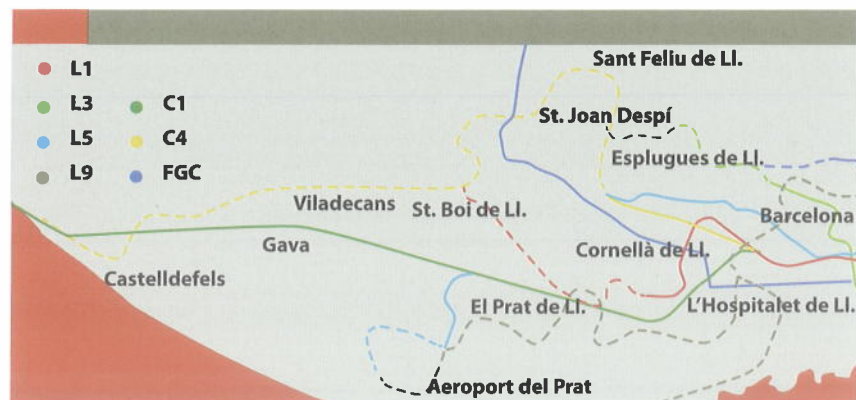 L1
L3
L5
L9
C1
C4
FGC
Sant Feliu de Ll.
St. Joan Despí
Esplugues de Ll.
Viladecans
St. Boi de Ll.
Barcelona
Gava
Cornellà de Ll.
Castelldefels
El Prat de Ll.
L'Hospitalet de Ll.
Aeroport del Prat